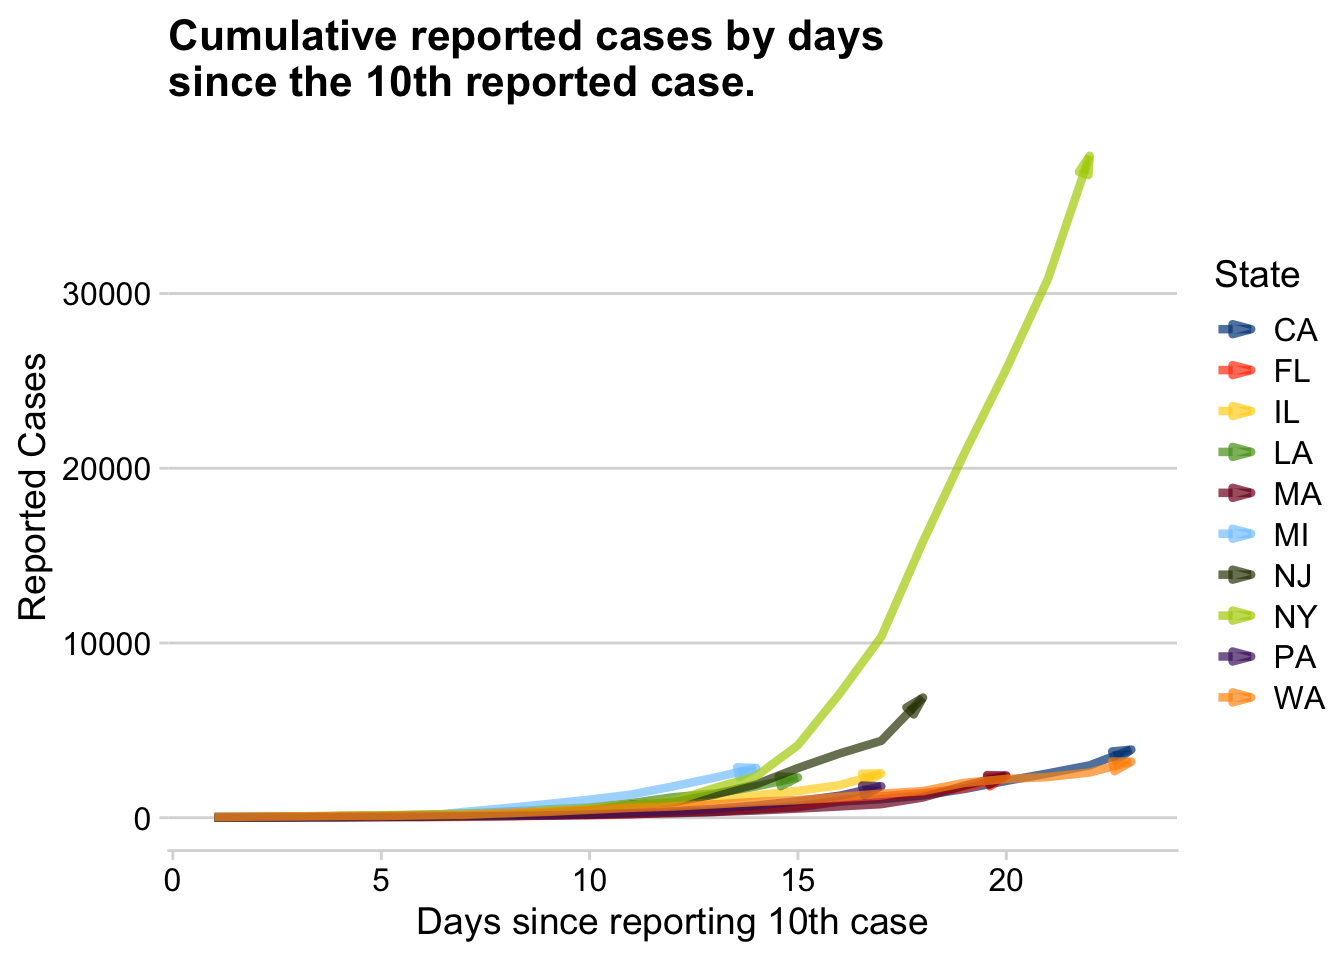 Cumulative reported cases by days
since the 10th reported case.
30000
20000
10000
0
Reported Cases
0 5 10 15 20
Days since reporting 10th case
State
CA
FL
IL
LA
MA
MI
NJ
NY
PA
WA